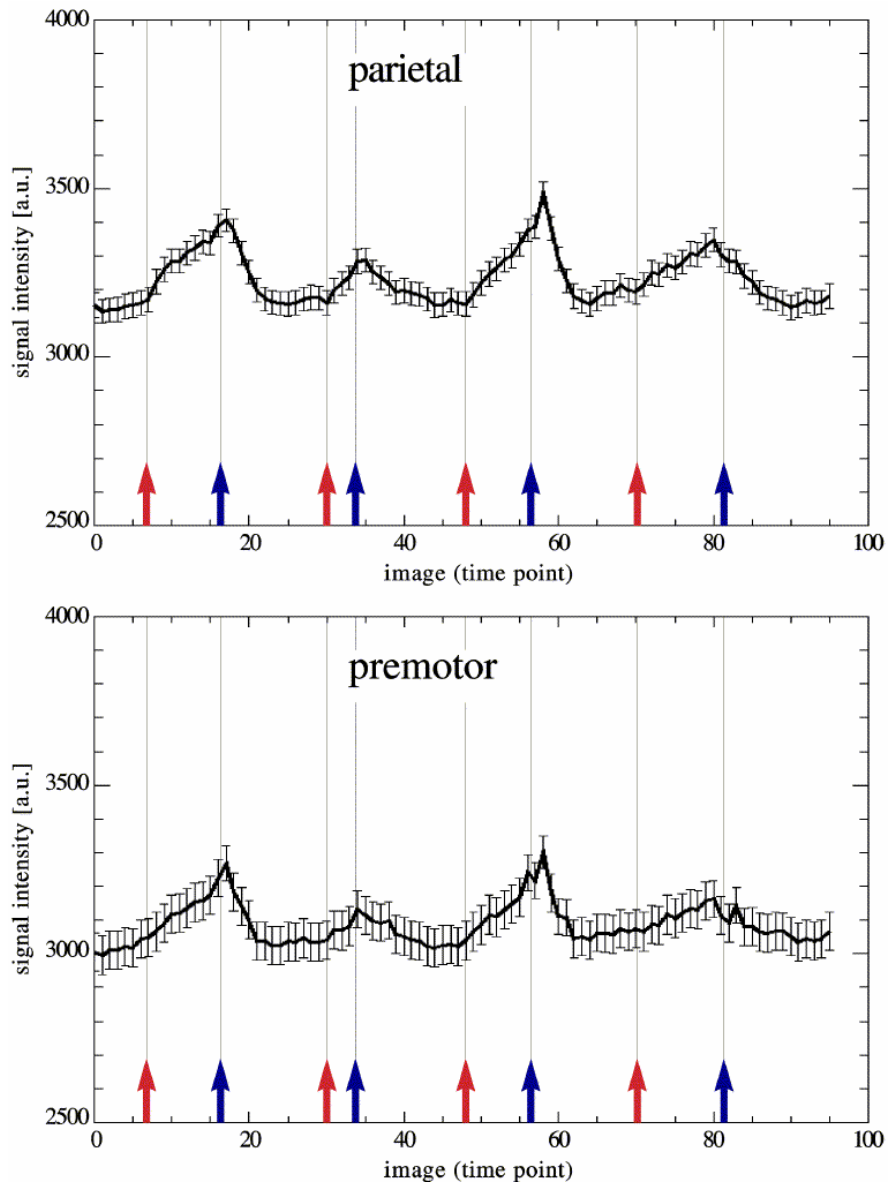 4000
parietal
3500
signal intensity [a.u.]
3000
2500
0 20 40 60 80 100
image (time point)
4000
premotor
3500
signal intensity [a.u.]
3000
2500
0 20 40 60 80 100
image (time point)